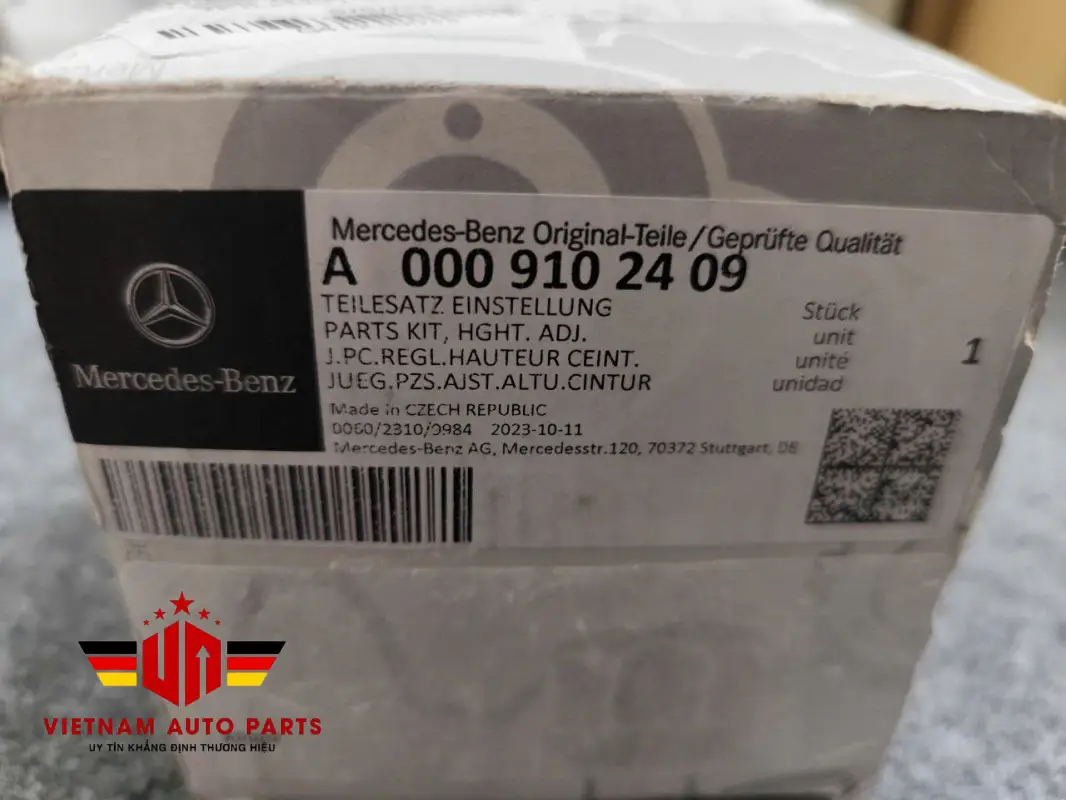 Mercedes-Benz Original-Teile/Geprüfte Qualität
A 000 910 24 09
TEILESATZ EINSTELLUNG
PARTS KIT, HGHT. ADJ.
J.PC.REGL.HAUTEUR CEINT.
JUEG.PZS.AJST.ALTU.CINTUR
Stück
unit
unité
unidad
1
Made in CZECH REPUBLIC
0060/2310/0984 2023-10-11
Mercedes-Benz AG, Mercedesstr.120, 70372 Stuttgart, DE
Mercedes-Benz
VIETNAM AUTO PARTS
UY TÍN KHẲNG ĐỊNH THƯƠNG HIỆU